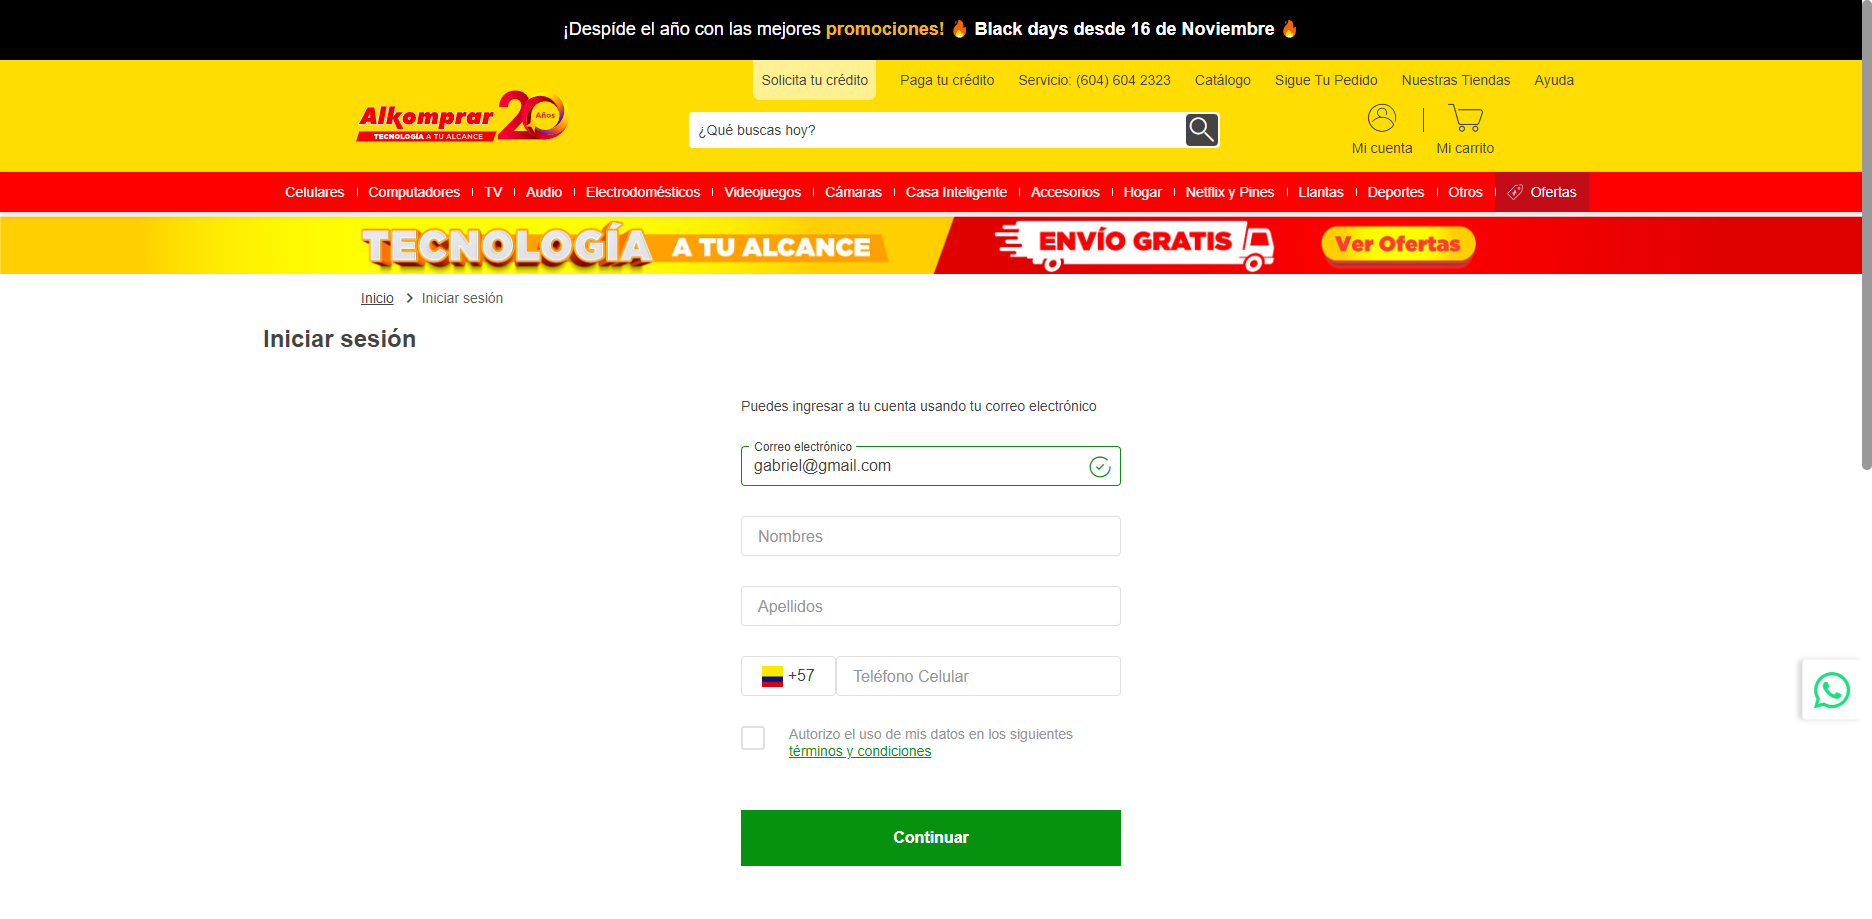 ¡Despíde el año con las mejores promociones! 🔥 Black days desde 16 de Noviembre 🔥
Solicita tu crédito Paga tu crédito Servicio: (604) 604 2323 Catálogo Sigue Tu Pedido Nuestras Tiendas Ayuda
Alkomprar 20 Años
TECNOLOGÍA A TU ALCANCE
¿Qué buscas hoy?
Mi cuenta Mi carrito
Celulares Computadores TV Audio Electrodomésticos Videojuegos Cámaras Casa Inteligente Accesorios Hogar Netflix y Pines Llantas Deportes Otros Ofertas
TECNOLOGÍA A TU ALCANCE ENVÍO GRATIS Ver Ofertas
Inicio Iniciar sesión
Iniciar sesión
Puedes ingresar a tu cuenta usando tu correo electrónico
Correo electrónico
gabriel@gmail.com
Nombres
Apellidos
+57 Teléfono Celular
Autorizo el uso de mis datos en los siguientes
términos y condiciones
Continuar